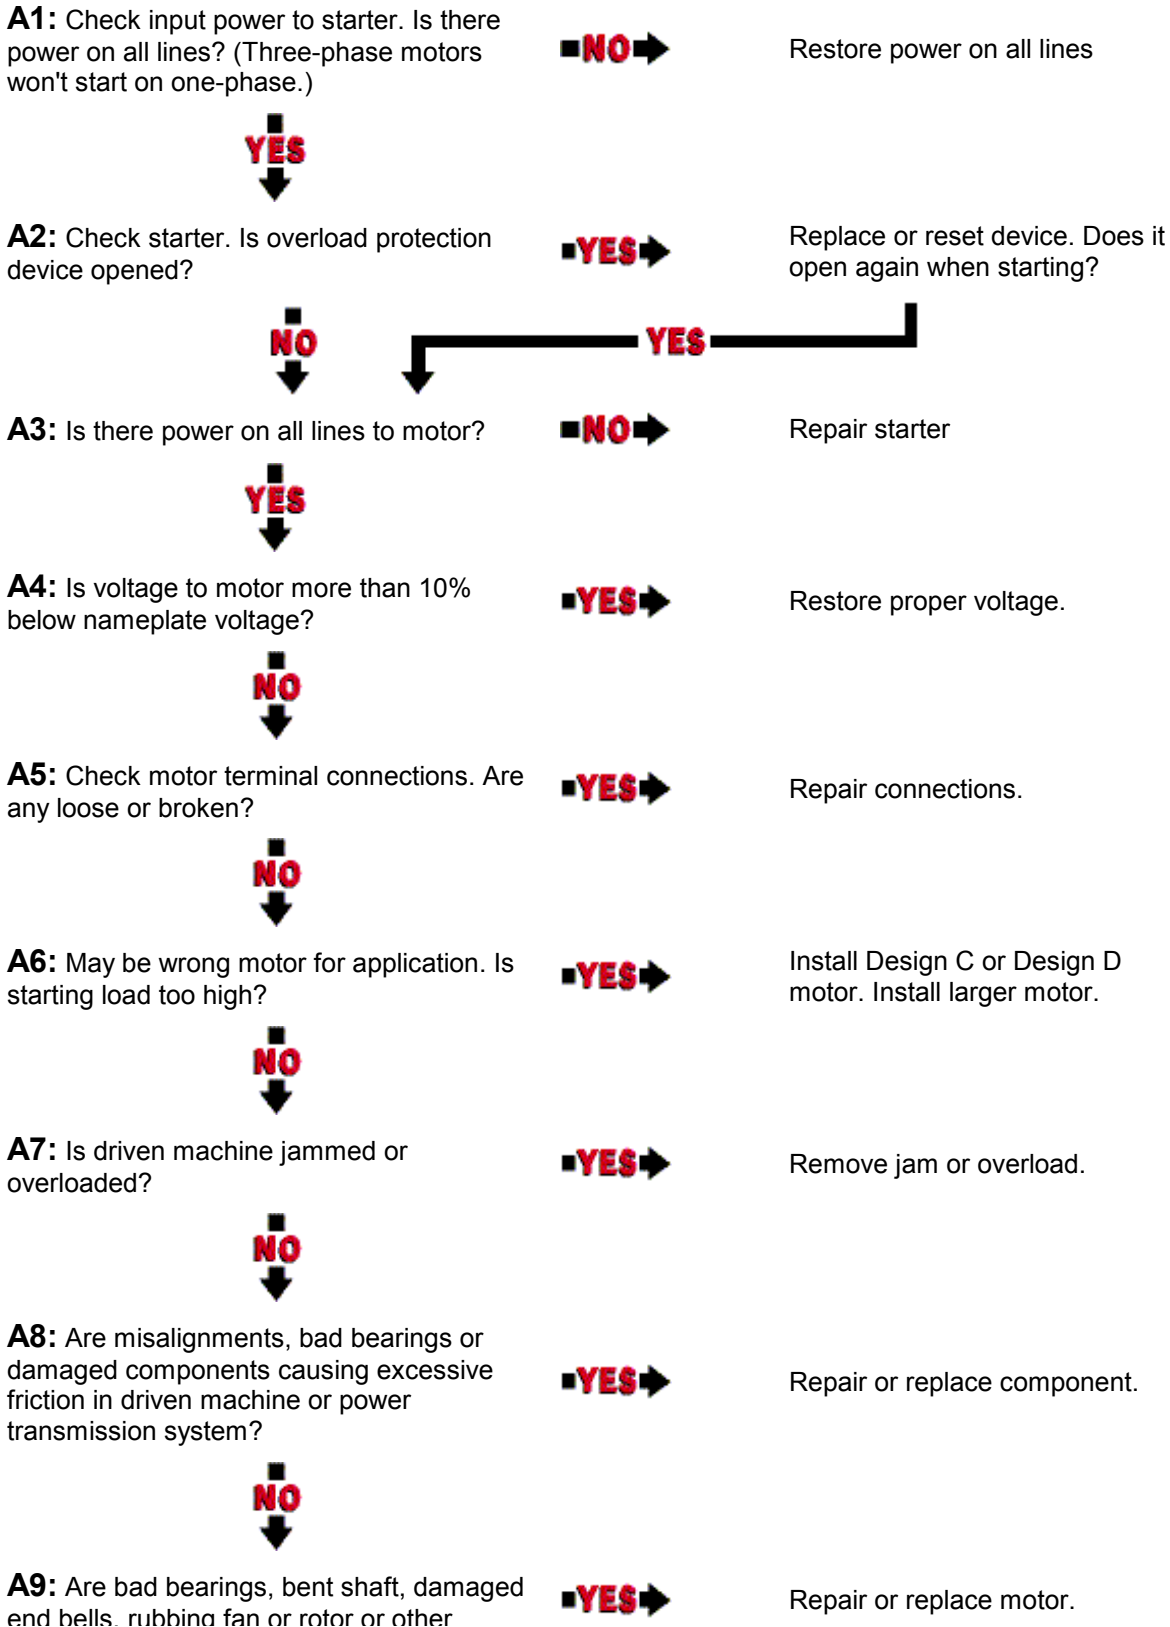 A1: Check input power to starter. Is there
power on all lines? (Three-phase motors
won't start on one-phase.)
NO
Restore power on all lines
YES
A2: Check starter. Is overload protection
device opened?
YES
Replace or reset device. Does it
open again when starting?
NO
YES
A3: Is there power on all lines to motor?
NO
Repair starter
YES
A4: Is voltage to motor more than 10%
below nameplate voltage?
YES
Restore proper voltage.
NO
A5: Check motor terminal connections. Are
any loose or broken?
YES
Repair connections.
NO
A6: May be wrong motor for application. Is
starting load too high?
YES
Install Design C or Design D
motor. Install larger motor.
NO
A7: Is driven machine jammed or
overloaded?
YES
Remove jam or overload.
NO
A8: Are misalignments, bad bearings or
damaged components causing excessive
friction in driven machine or power
transmission system?
YES
Repair or replace component.
NO
A9: Are bad bearings, bent shaft, damaged
end bells, rubbing fan or rotor or other
YES
Repair or replace motor.